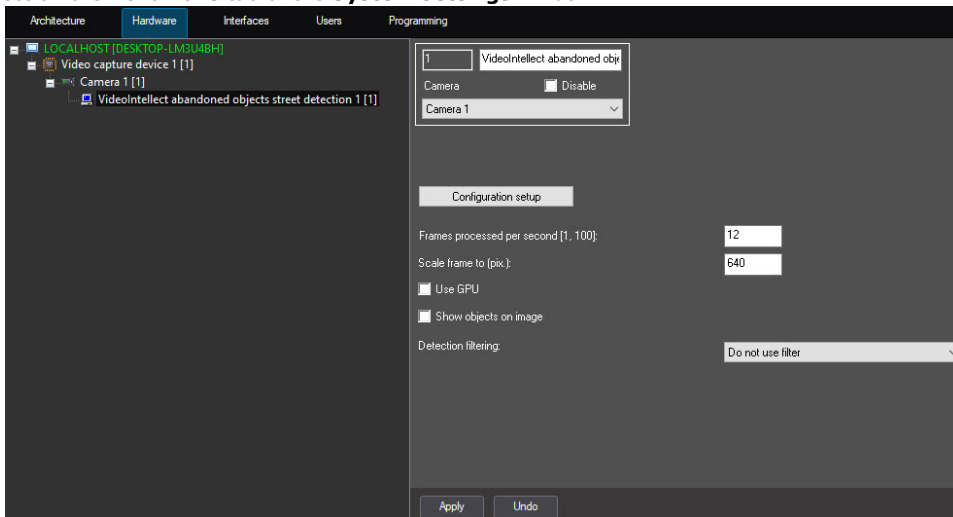 Architecture Hardware Interfaces Users Programming
LOCALHOST [DESKTOP-LM3U4BH]
Video capture device 1 [1]
Camera 1 [1]
VideoIntellect abandoned objects street detection 1 [1]
1 VideoIntellect abandoned obje
Camera Disable
Camera 1
Configuration setup
Frames processed per second [1, 100]: 12
Scale frame to (pix.): 640
Use GPU
Show objects on image
Detection filtering: Do not use filter
Apply Undo